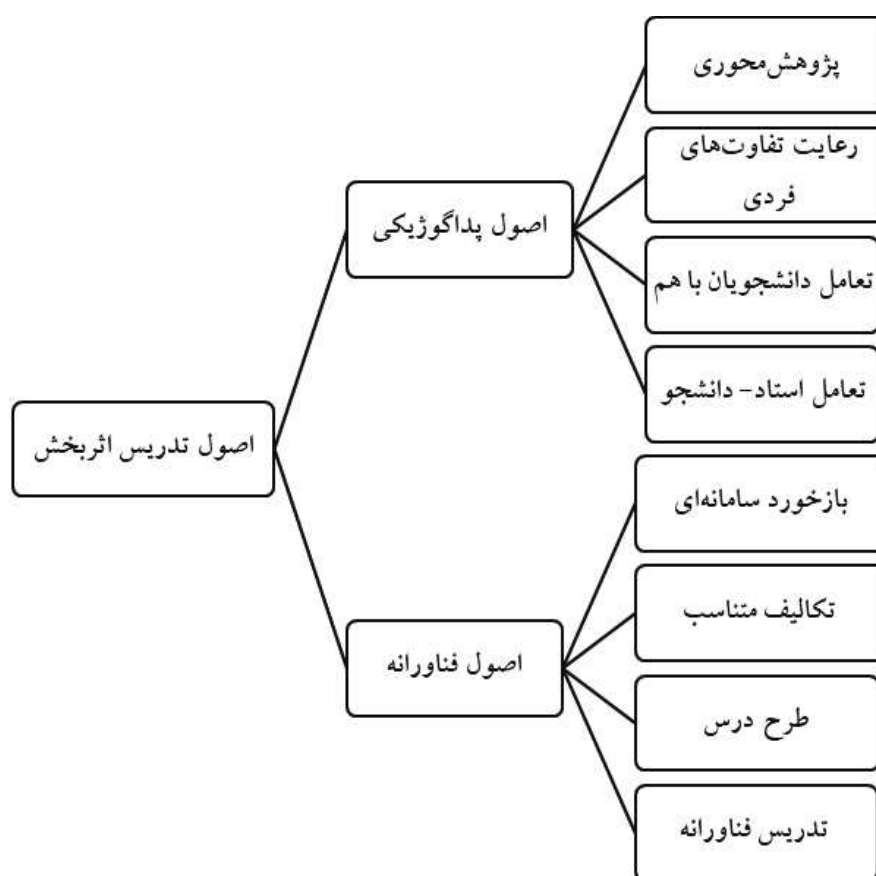 پژوهش‌محوری
رعایت تفاوت‌های
فردی
اصول پداگوژیکی
تعامل دانشجویان با هم
تعامل استاد- دانشجو
اصول تدریس اثربخش
بازخورد سامانه‌ای
تکالیف متناسب
اصول فناورانه
طرح درس
تدریس فناورانه